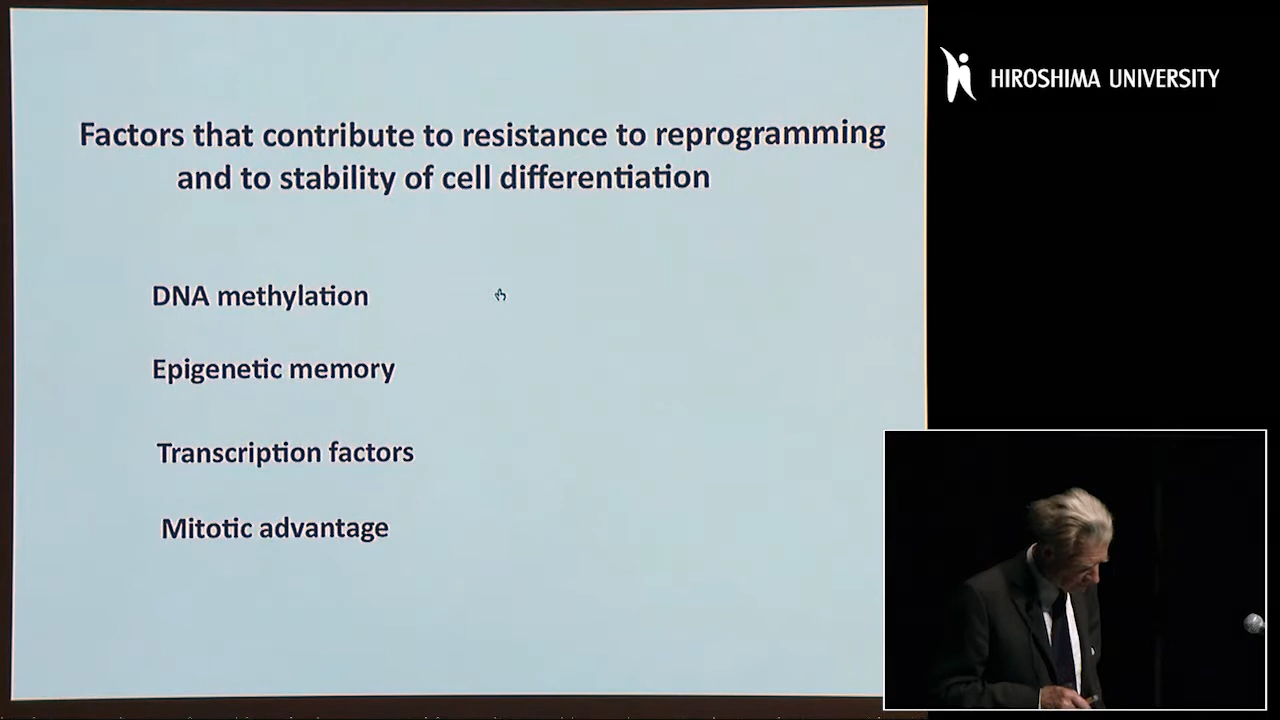 HIROSHIMA UNIVERSITY
Factors that contribute to resistance to reprogramming
and to stability of cell differentiation
DNA methylation
Epigenetic memory
Transcription factors
Mitotic advantage